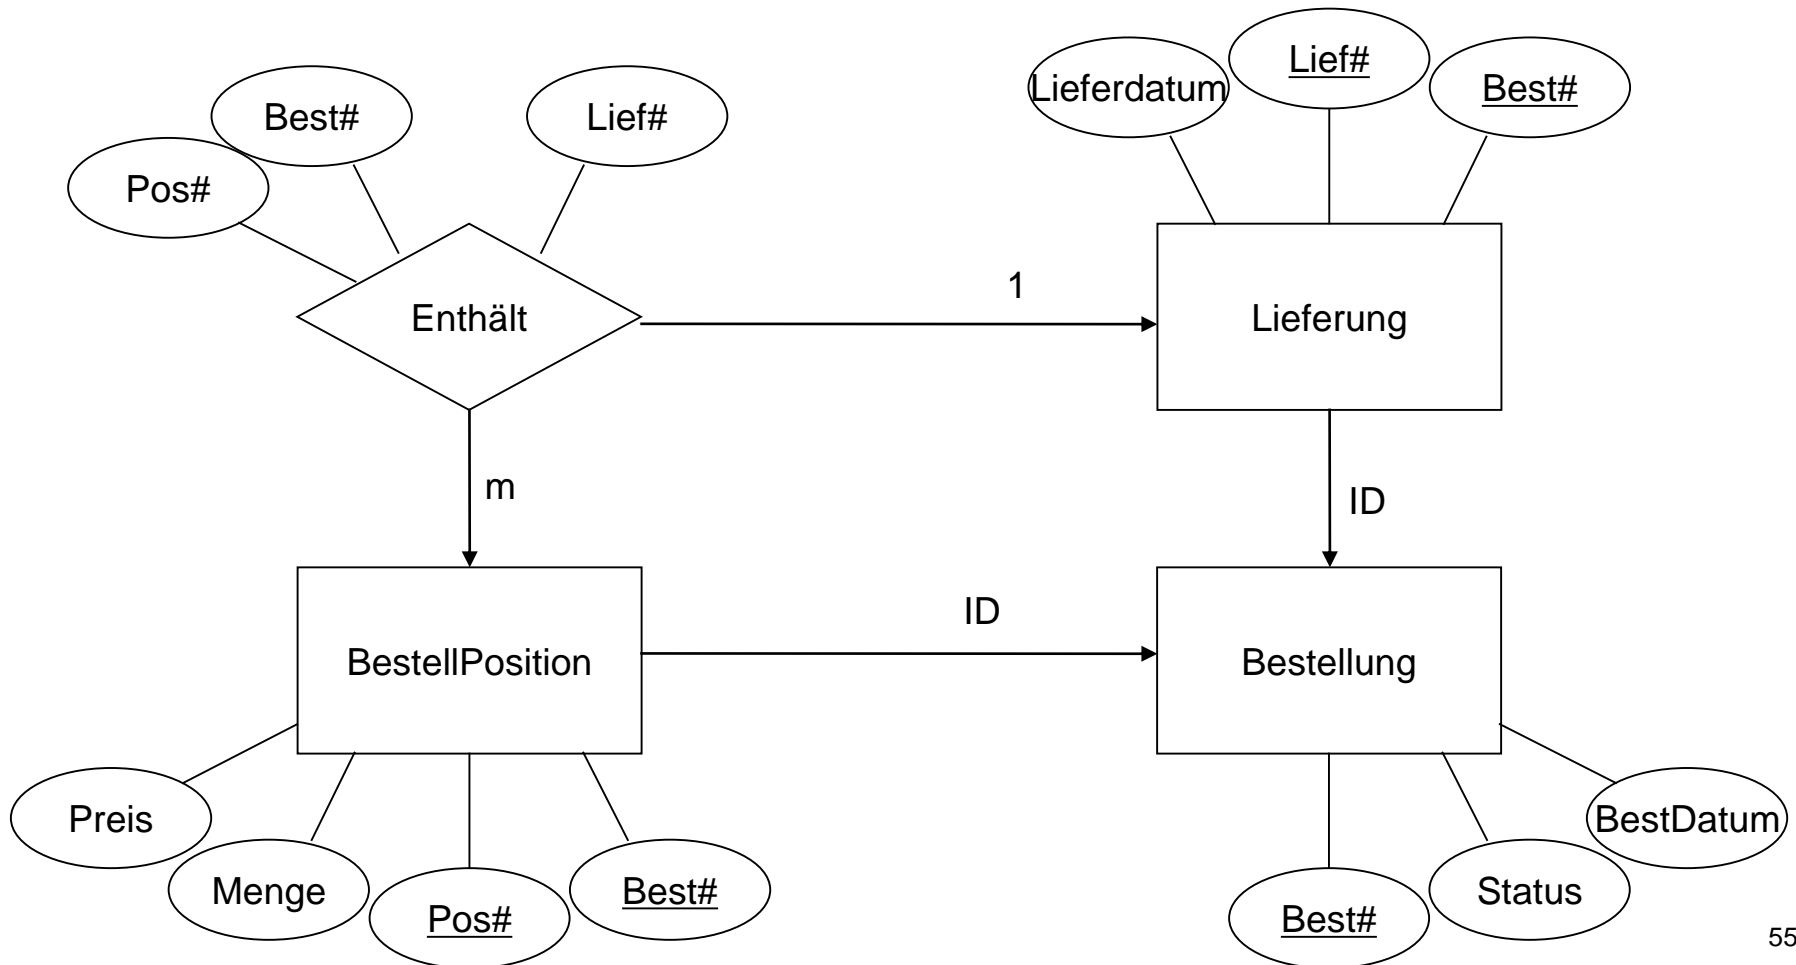 Lief#
Lieferdatum
Best#
Best#
Lief#
Pos#
1
Enthält
Lieferung
m
ID
ID
BestellPosition
Bestellung
Preis
BestDatum
Menge
Best#
Status
Pos#
Best#
55